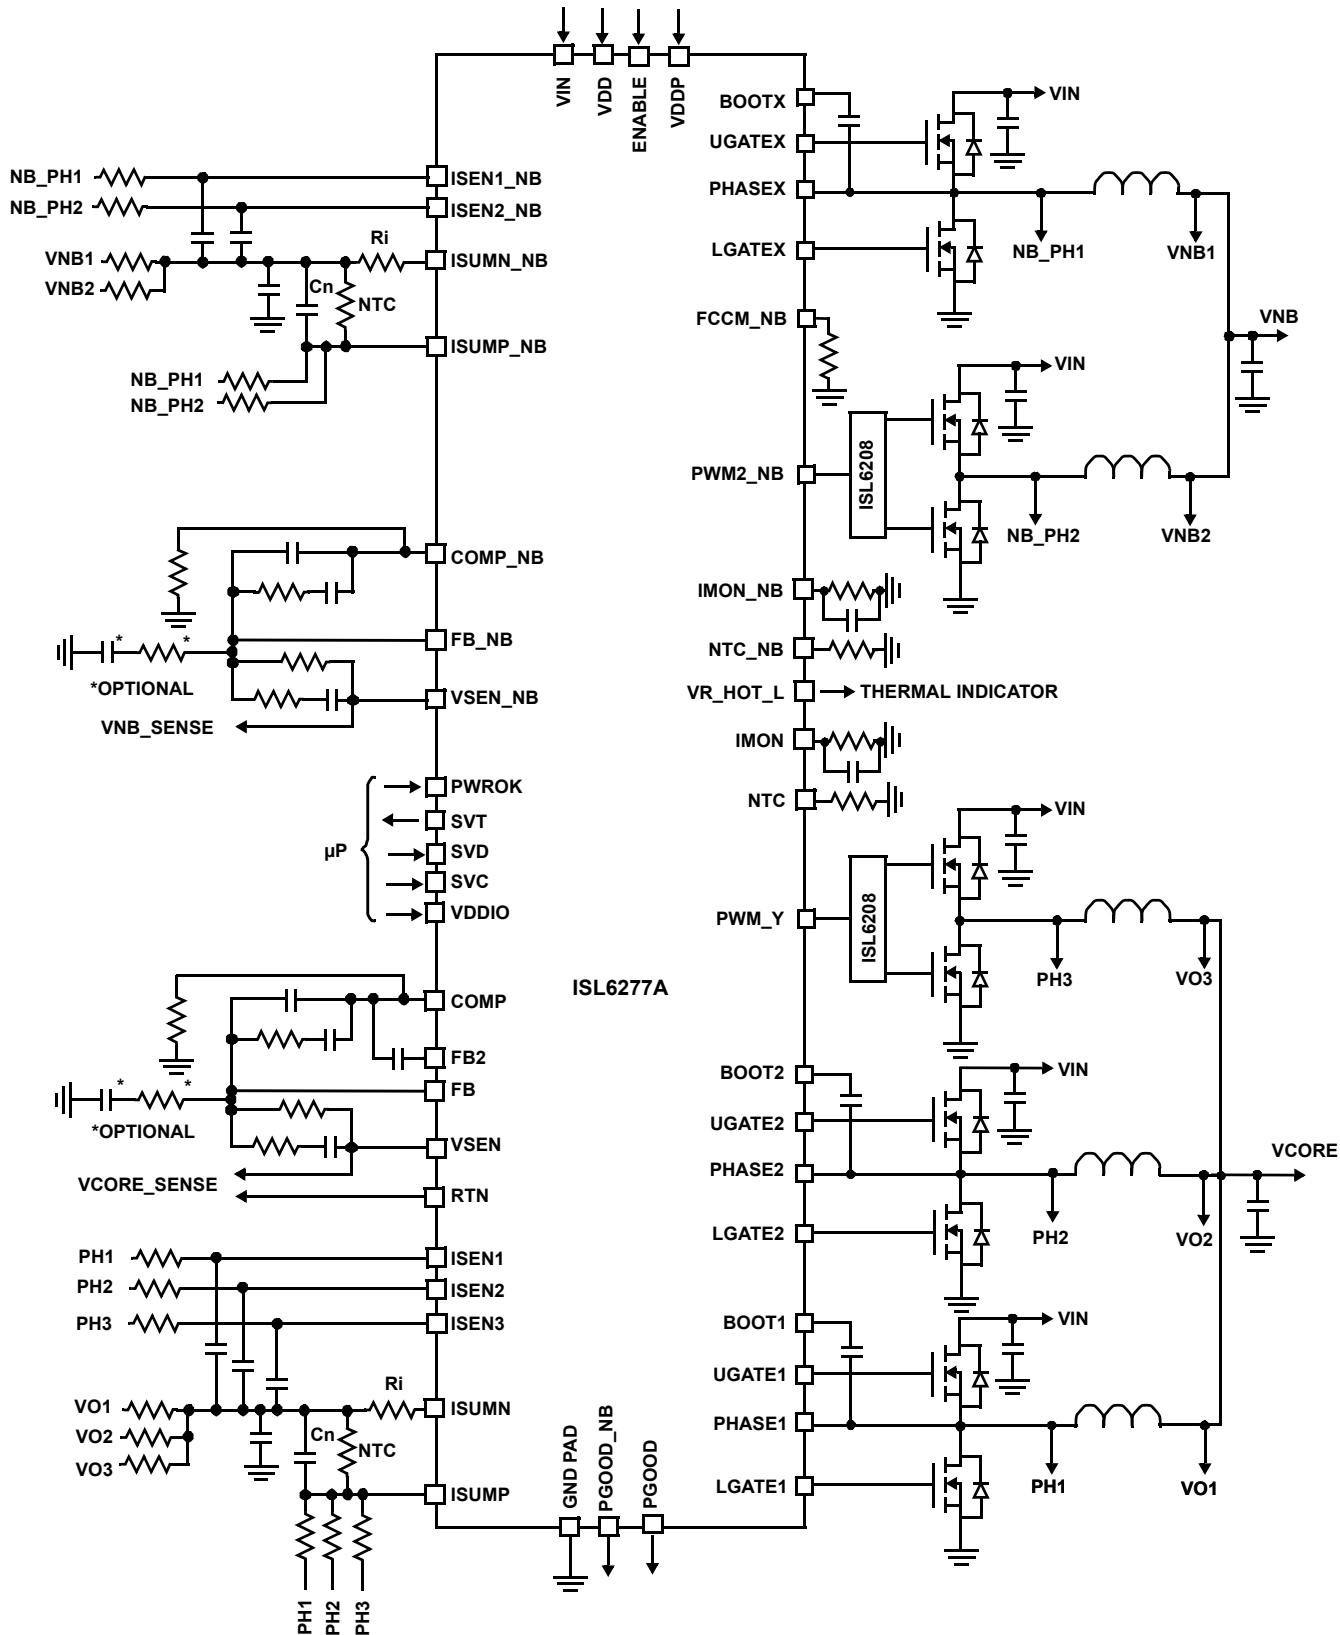 VIN
VDD
ENABLE
VDDP
NB_PH1
NB_PH2
VNB1
VNB2
Ri
Cn
NTC
NB_PH1
NB_PH2
ISEN1_NB
ISEN2_NB
ISUMN_NB
ISUMP_NB
BOOTX
UGATEX
PHASEX
LGATEX
FCCM_NB
PWM2_NB
ISL6208
VIN
NB_PH1
VNB1
VNB
VIN
NB_PH2
VNB2
COMP_NB
FB_NB
* *
*OPTIONAL
VSEN_NB
VNB_SENSE
IMON_NB
NTC_NB
VR_HOT_L
THERMAL INDICATOR
IMON
NTC
µP
PWROK
SVT
SVD
SVC
VDDIO
PWM_Y
ISL6208
VIN
PH3
VO3
ISL6277A
COMP
FB2
FB
* *
*OPTIONAL
VSEN
VCORE_SENSE
RTN
BOOT2
UGATE2
PHASE2
LGATE2
VIN
PH2
VO2
VCORE
PH1
PH2
PH3
ISEN1
ISEN2
ISEN3
VO1
VO2
VO3
Ri
Cn
NTC
ISUMN
ISUMP
PH1
PH2
PH3
BOOT1
UGATE1
PHASE1
LGATE1
VIN
PH1
VO1
GND PAD
PGOOD_NB
PGOOD